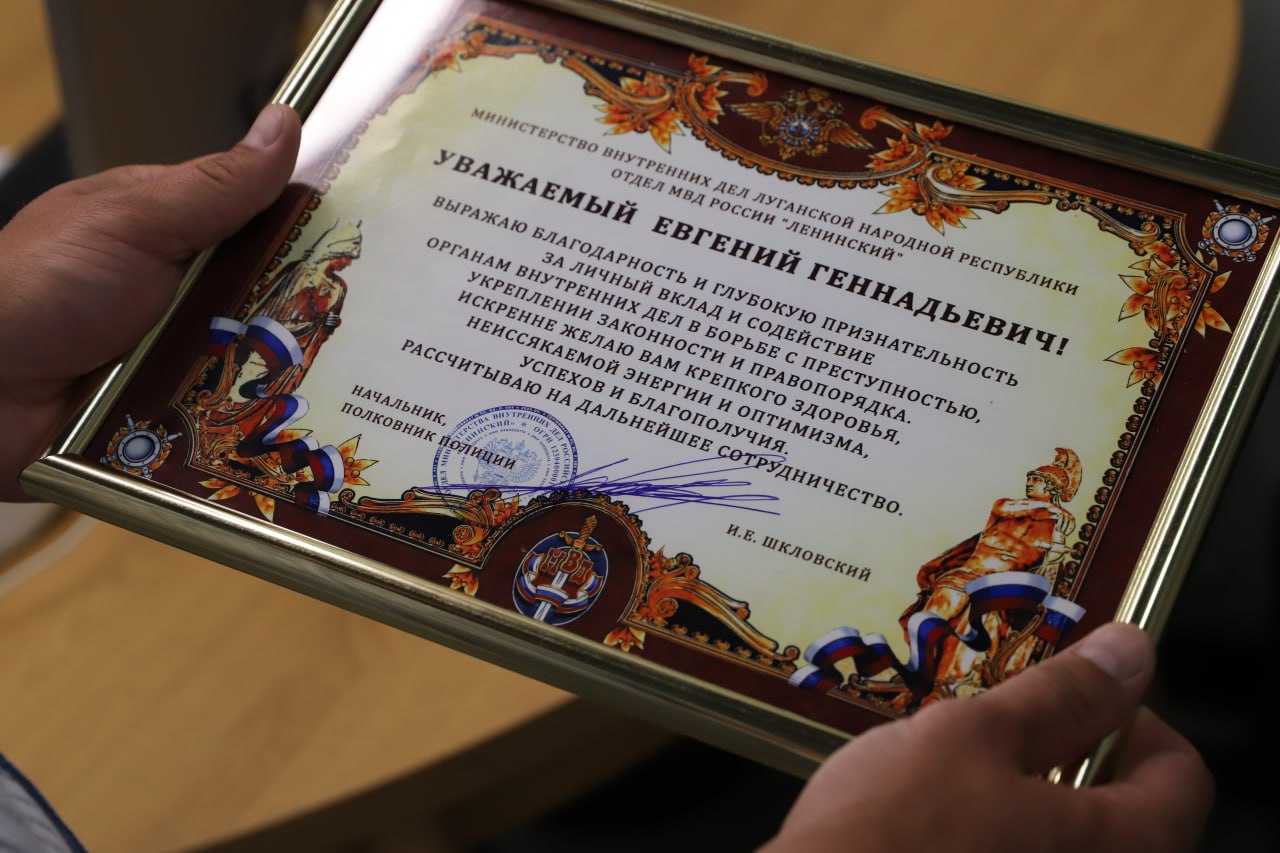 МИНИСТЕРСТВО ВНУТРЕННИХ ДЕЛ ЛУГАНСКОЙ НАРОДНОЙ РЕСПУБЛИКИ
ОТДЕЛ МВД РОССИИ "ЛЕНИНСКИЙ"
УВАЖАЕМЫЙ ЕВГЕНИЙ ГЕННАДЬЕВИЧ!
ВЫРАЖАЮ БЛАГОДАРНОСТЬ И ГЛУБОКУЮ ПРИЗНАТЕЛЬНОСТЬ
ЗА ЛИЧНЫЙ ВКЛАД И СОДЕЙСТВИЕ
ОРГАНАМ ВНУТРЕННИХ ДЕЛ В БОРЬБЕ С ПРЕСТУПНОСТЬЮ,
УКРЕПЛЕНИИ ЗАКОННОСТИ И ПРАВОПОРЯДКА.
ИСКРЕННЕ ЖЕЛАЮ ВАМ КРЕПКОГО ЗДОРОВЬЯ,
НЕИССЯКАЕМОЙ ЭНЕРГИИ И ОПТИМИЗМА,
УСПЕХОВ И БЛАГОПОЛУЧИЯ.
РАССЧИТЫВАЮ НА ДАЛЬНЕЙШЕЕ СОТРУДНИЧЕСТВО.
НАЧАЛЬНИК,
ПОЛКОВНИК ПОЛИЦИИ
И.Е. ШКЛОВСКИЙ
МВД